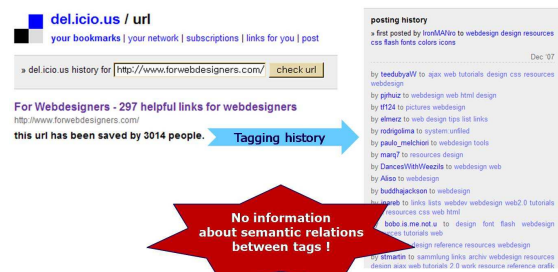 del.icio.us / url
your bookmarks | your network | subscriptions | links for you | post
» del.icio.us history for http://www.forwebdesigners.com/ check url
For Webdesigners - 297 helpful links for webdesigners
http://www.forwebdesigners.com/
this url has been saved by 3014 people.
Tagging history
No information
about semantic relations
between tags !
posting history
» first posted by IronMANro to webdesign design resources
css flash fonts colors icons
Dec '07
by teedubyaW to ajax web tutorials design css resources
webdesign
by pjrhuiz to webdesign web html design
by tf124 to pictures webdesign
by elmerz to web design tips list links
by rodrigolima to system:unfiled
by paulo_melchiori to webdesign tools
by marq7 to resources design
by DancesWithWeezils to webdesign web
by Aliso to webdesign
by buddhajackson to webdesign
to links lists webdev webdesign web2.0 tutorials
resources css web html
bobo.is.me.not.u to design font flash webdesign
tutorials web
design reference resources webdesign
by stmartin to sammlung links archiv webdesign resources
design ajax web tutorials 2.0 work resource reference grafik